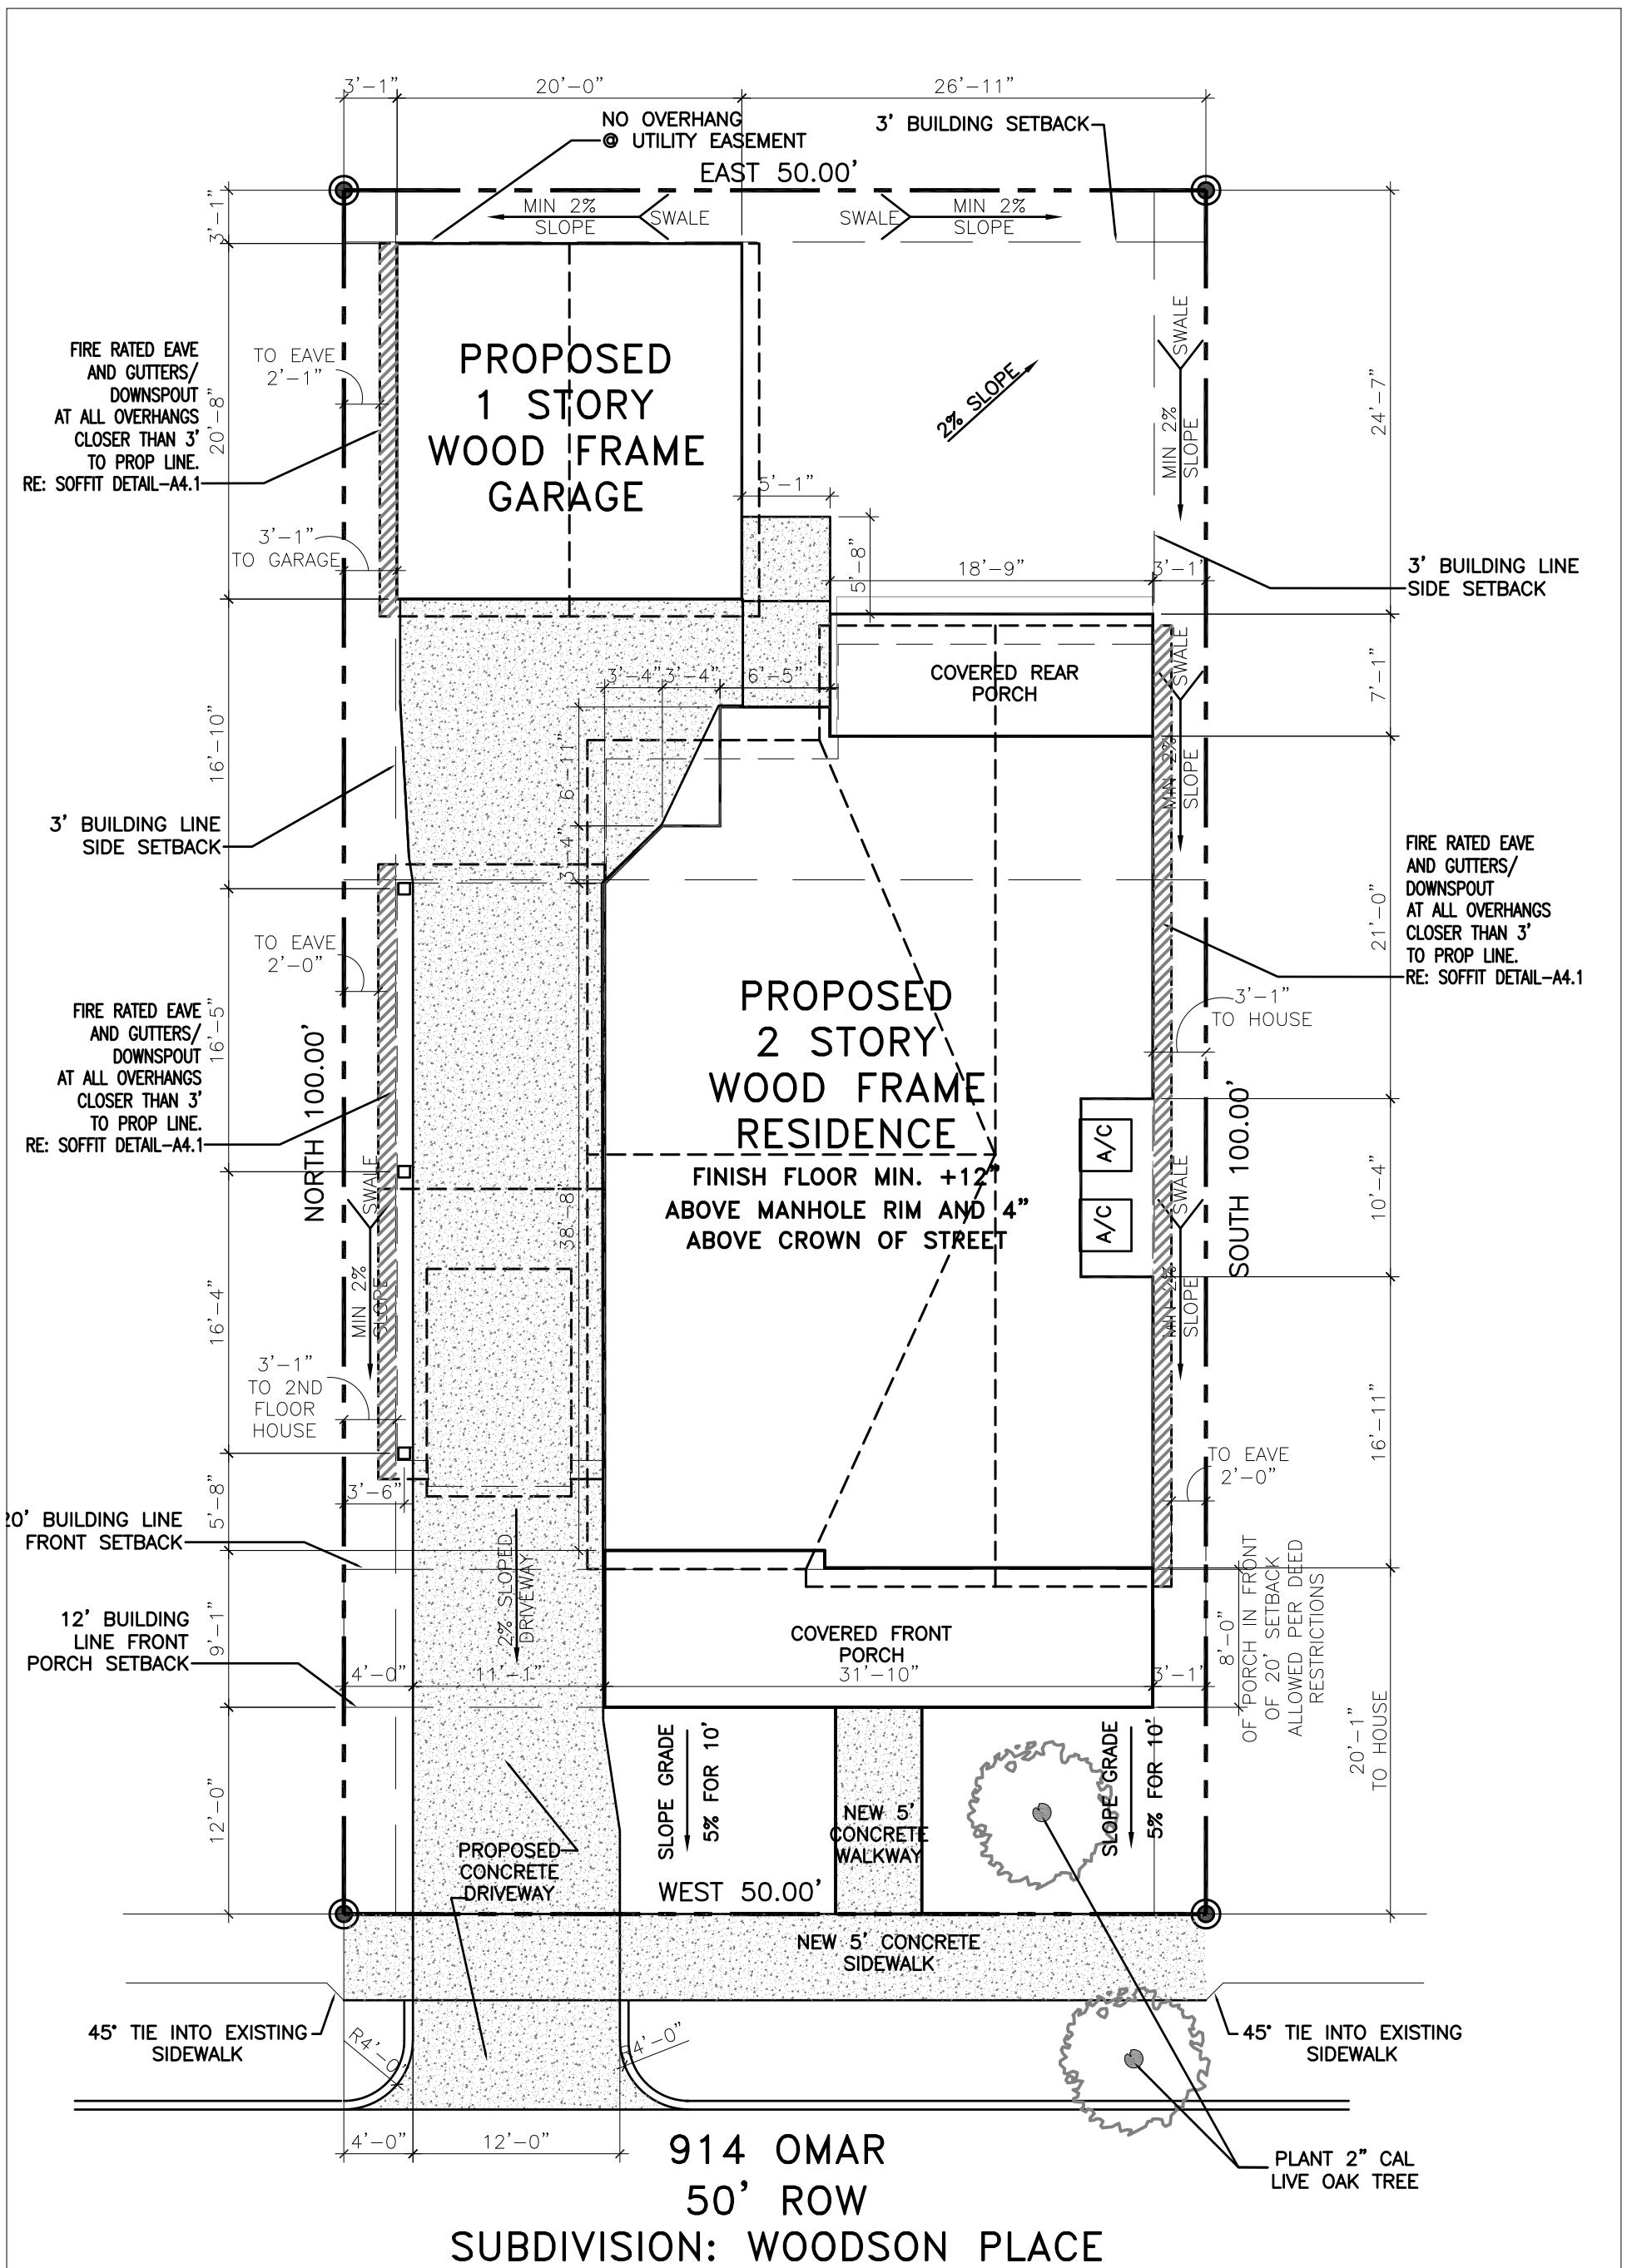 3'-1"
20'-0"
26'-11"
NO OVERHANG
@ UTILITY EASEMENT
3' BUILDING SETBACK
EAST 50.00'
MIN 2%
SLOPE
SWALE
SWALE
MIN 2%
SLOPE
3'-1"
20'-8"
16'-10"
16'-5"
16'-4"
5'-8"
9'-1"
12'-0"
FIRE RATED EAVE
AND GUTTERS/
DOWNSPOUT
AT ALL OVERHANGS
CLOSER THAN 3'
TO PROP LINE.
RE: SOFFIT DETAIL-A4.1
TO EAVE
2'-1"
3'-1"
TO GARAGE
PROPOSED
1 STORY
WOOD FRAME
GARAGE
2% SLOPE
SWALE
MIN 2%
SLOPE
24'-7"
5'-1"
5'-8"
18'-9"
3'-1"
3' BUILDING LINE
SIDE SETBACK
COVERED REAR
PORCH
SWALE
MIN 2%
SLOPE
7'-1"
3'-4"
3'-4"
6'-5"
6'-11"
3'-4"
3' BUILDING LINE
SIDE SETBACK
FIRE RATED EAVE
AND GUTTERS/
DOWNSPOUT
AT ALL OVERHANGS
CLOSER THAN 3'
TO PROP LINE.
RE: SOFFIT DETAIL-A4.1
21'-0"
TO EAVE
2'-0"
FIRE RATED EAVE
AND GUTTERS/
DOWNSPOUT
AT ALL OVERHANGS
CLOSER THAN 3'
TO PROP LINE.
RE: SOFFIT DETAIL-A4.1
NORTH 100.00'
PROPOSED
2 STORY
WOOD FRAME
RESIDENCE
FINISH FLOOR MIN. +12"
ABOVE MANHOLE RIM AND 4"
ABOVE CROWN OF STREET
38'-8"
3'-1"
TO HOUSE
A/C
A/C
SOUTH 100.00'
10'-4"
SWALE
MIN 2%
SLOPE
SWALE
MIN 2%
SLOPE
3'-1"
TO 2ND
FLOOR
HOUSE
3'-6"
16'-11"
TO EAVE
2'-0"
20' BUILDING LINE
FRONT SETBACK
12' BUILDING
LINE FRONT
PORCH SETBACK
2% SLOPED
DRIVEWAY
COVERED FRONT
PORCH
4'-0"
11'-1"
31'-10"
3'-1"
8'-0"
OF PORCH IN FRONT
OF 20' SETBACK
ALLOWED PER DEED
RESTRICTIONS
20'-1"
TO HOUSE
SLOPE GRADE
5% FOR 10'
NEW 5'
CONCRETE
WALKWAY
SLOPE GRADE
5% FOR 10'
PROPOSED
CONCRETE
DRIVEWAY
WEST 50.00'
NEW 5' CONCRETE
SIDEWALK
45° TIE INTO EXISTING
SIDEWALK
R4'-0"
R4'-0"
45° TIE INTO EXISTING
SIDEWALK
4'-0"
12'-0"
PLANT 2" CAL
LIVE OAK TREE
914 OMAR
50' ROW
SUBDIVISION: WOODSON PLACE